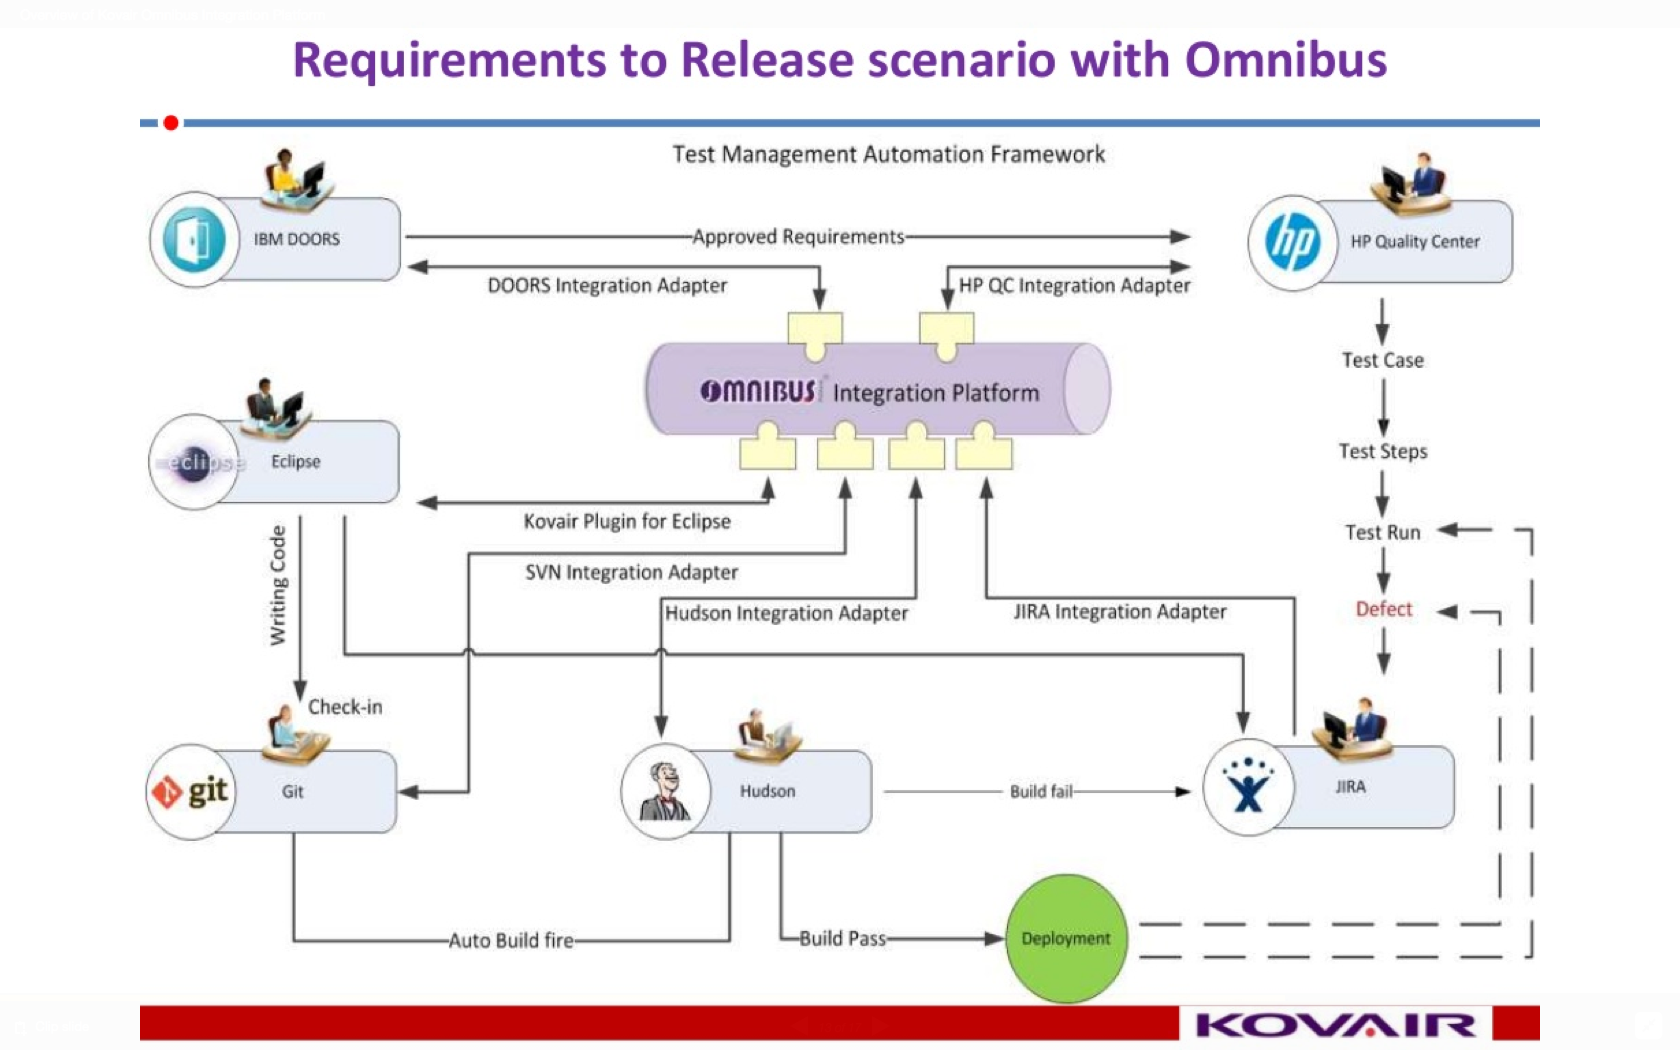 Requirements to Release scenario with Omnibus
Test Management Automation Framework
IBM DOORS
Approved Requirements
hp
HP Quality Center
DOORS Integration Adapter
HP QC Integration Adapter
OMNIBUS Integration Platform
Test Case
Test Steps
Test Run
Defect
eclipse
Eclipse
Kovair Plugin for Eclipse
SVN Integration Adapter
Hudson Integration Adapter
JIRA Integration Adapter
Writing Code
Check-in
git
Git
Hudson
Build fail
JIRA
Auto Build fire
Build Pass
Deployment
KOVAIR